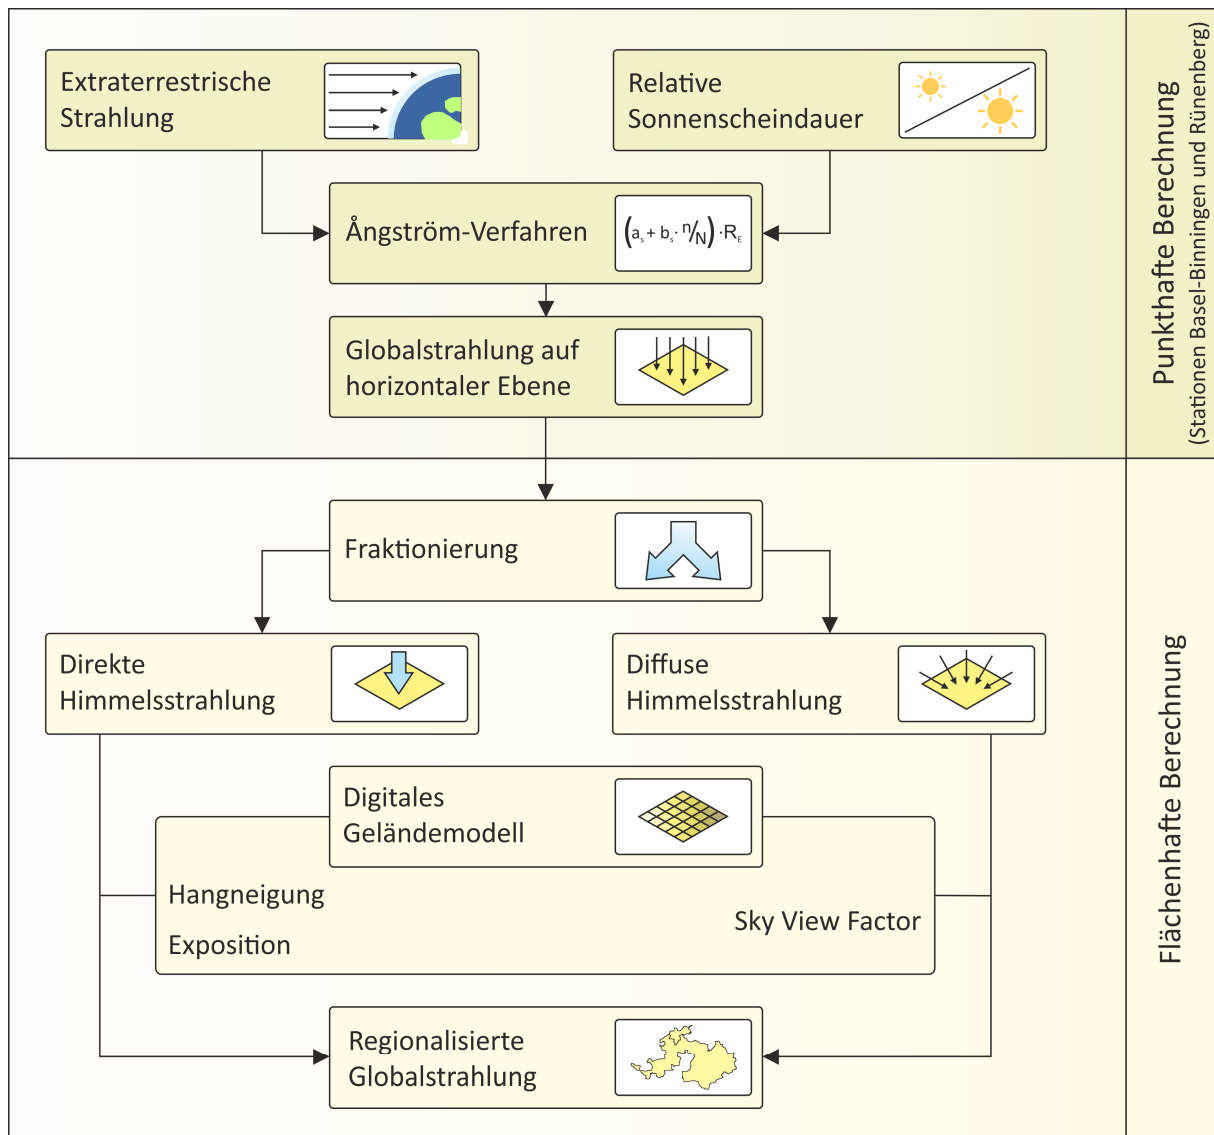 Extraterrestrische
Strahlung
Relative
Sonnenscheindauer
Ångström-Verfahren
(aₛ + bₛ · n/N) · R_E
Globalstrahlung auf
horizontaler Ebene
Punkthafte Berechnung
(Stationen Basel-Binningen und Rünenberg)
Fraktionierung
Direkte
Himmelsstrahlung
Diffuse
Himmelsstrahlung
Digitales
Geländemodell
Hangneigung
Exposition
Sky View Factor
Regionalisierte
Globalstrahlung
Flächenhafte Berechnung